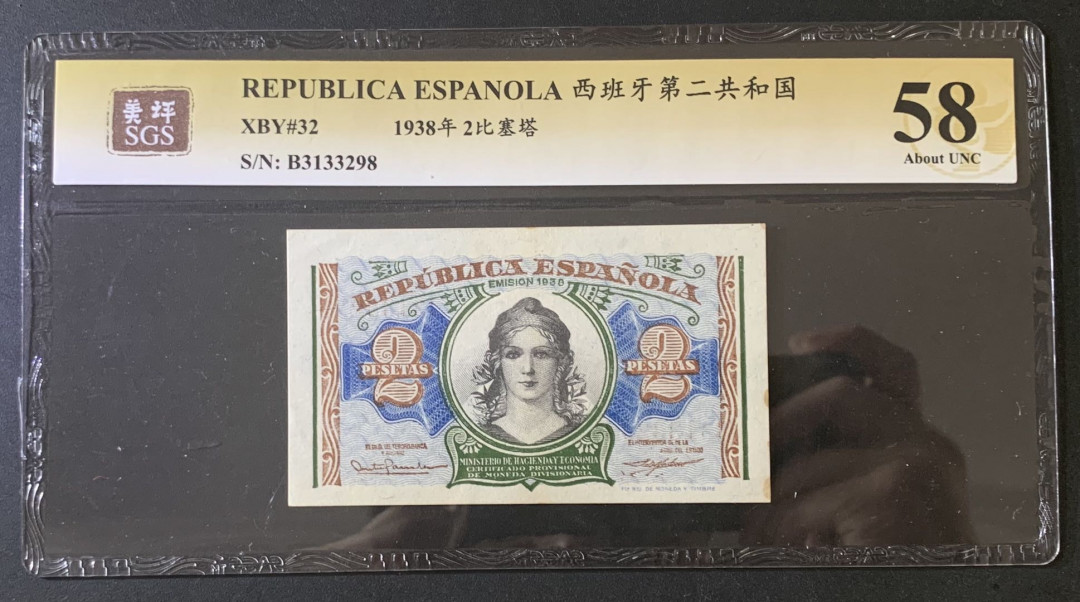 美坪
SGS
REPUBLICA ESPANOLA 西班牙第二共和国
XBY#32 1938年 2比塞塔
S/N: B3133298
58
About UNC
REPÚBLICA ESPAÑOLA
EMISION 1938
2
PESETAS
2
PESETAS
MINISTERIO DE HACIENDA Y ECONOMIA
CERTIFICADO PROVISIONAL
DE MONEDA DIVISIONARIA